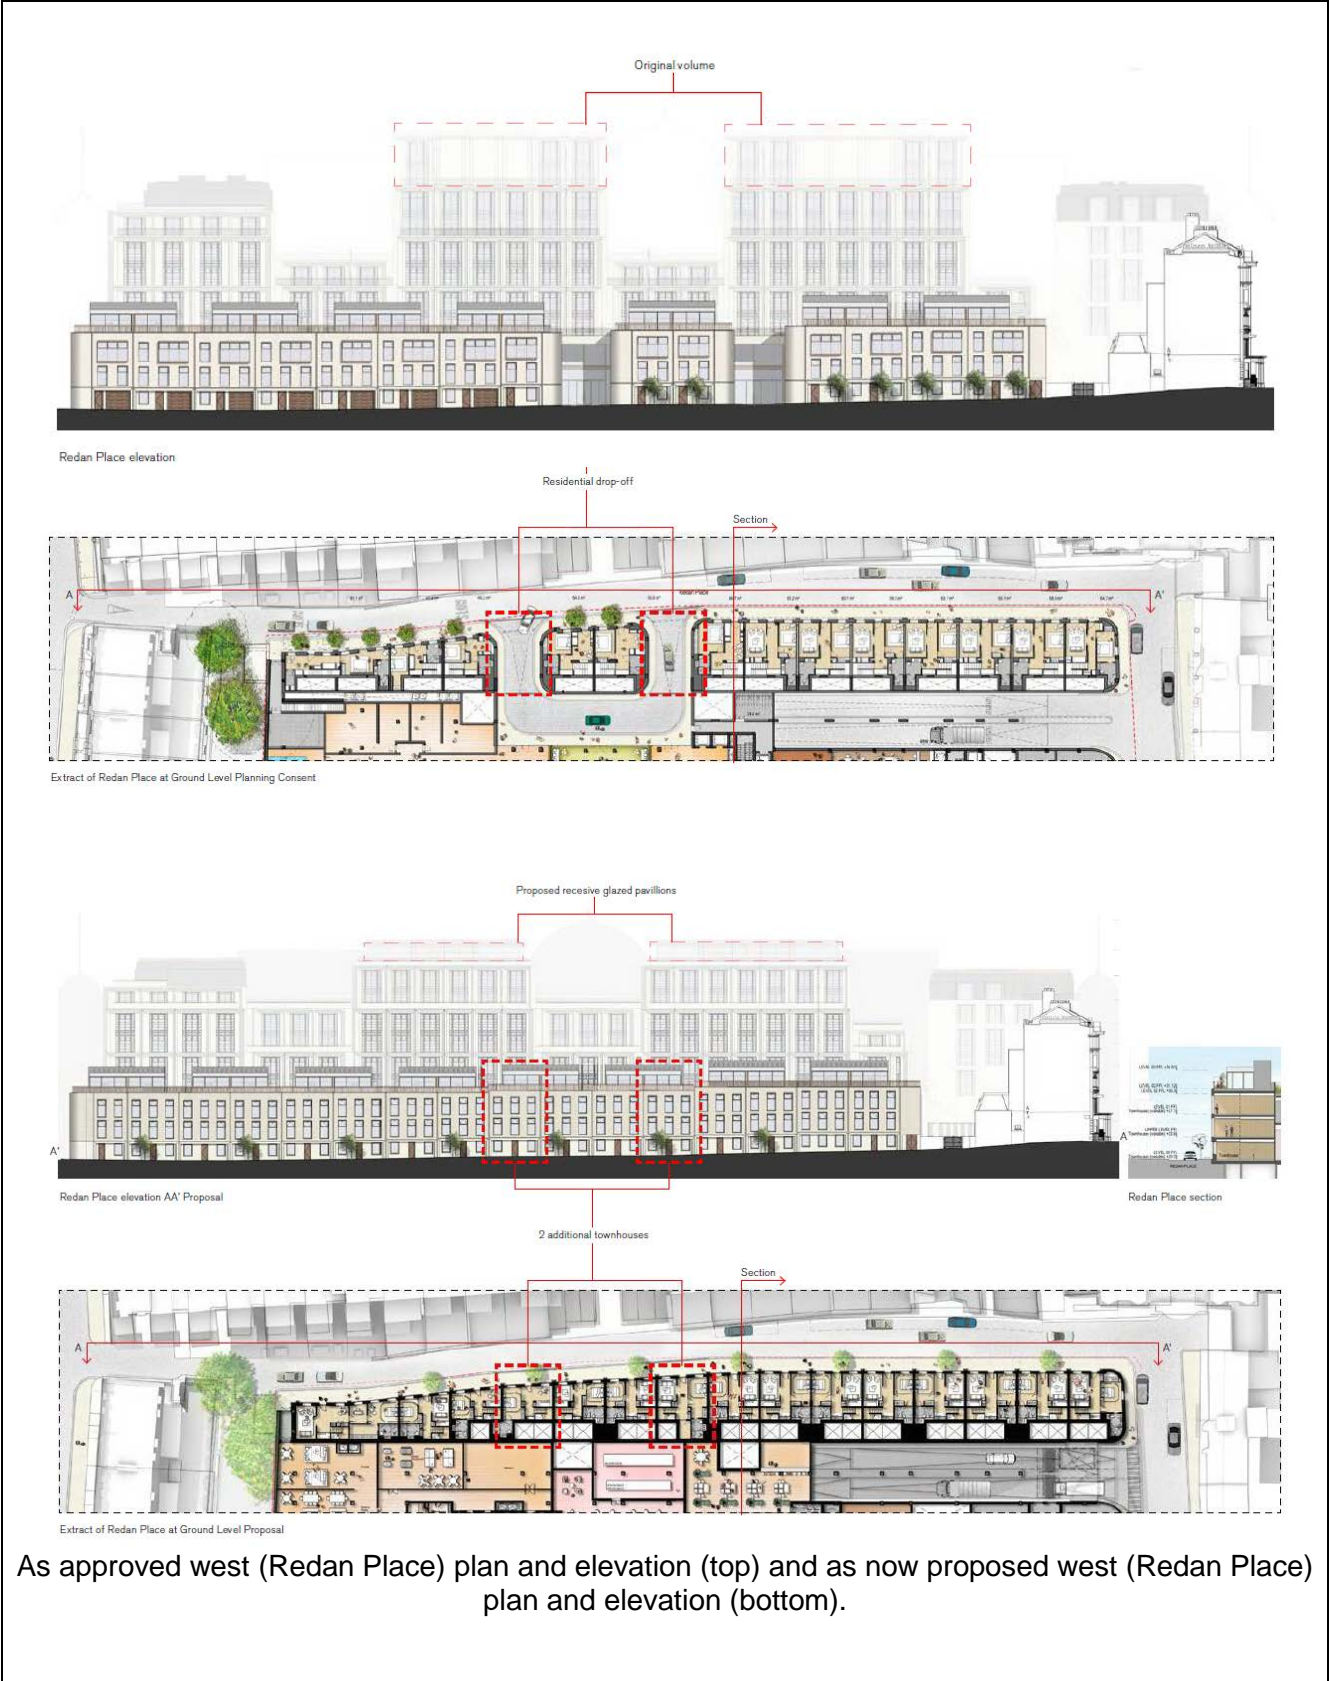 Original volume
Redan Place elevation
Residential drop-off
Section
A
A'
Redan Place
Extract of Redan Place at Ground Level Planning Consent
Proposed recesive glazed pavillions
A'
A
Redan Place elevation AA' Proposal
REDAN PLACE
Redan Place section
2 additional townhouses
Section
A
A'
Extract of Redan Place at Ground Level Proposal
As approved west (Redan Place) plan and elevation (top) and as now proposed west (Redan Place)
plan and elevation (bottom).